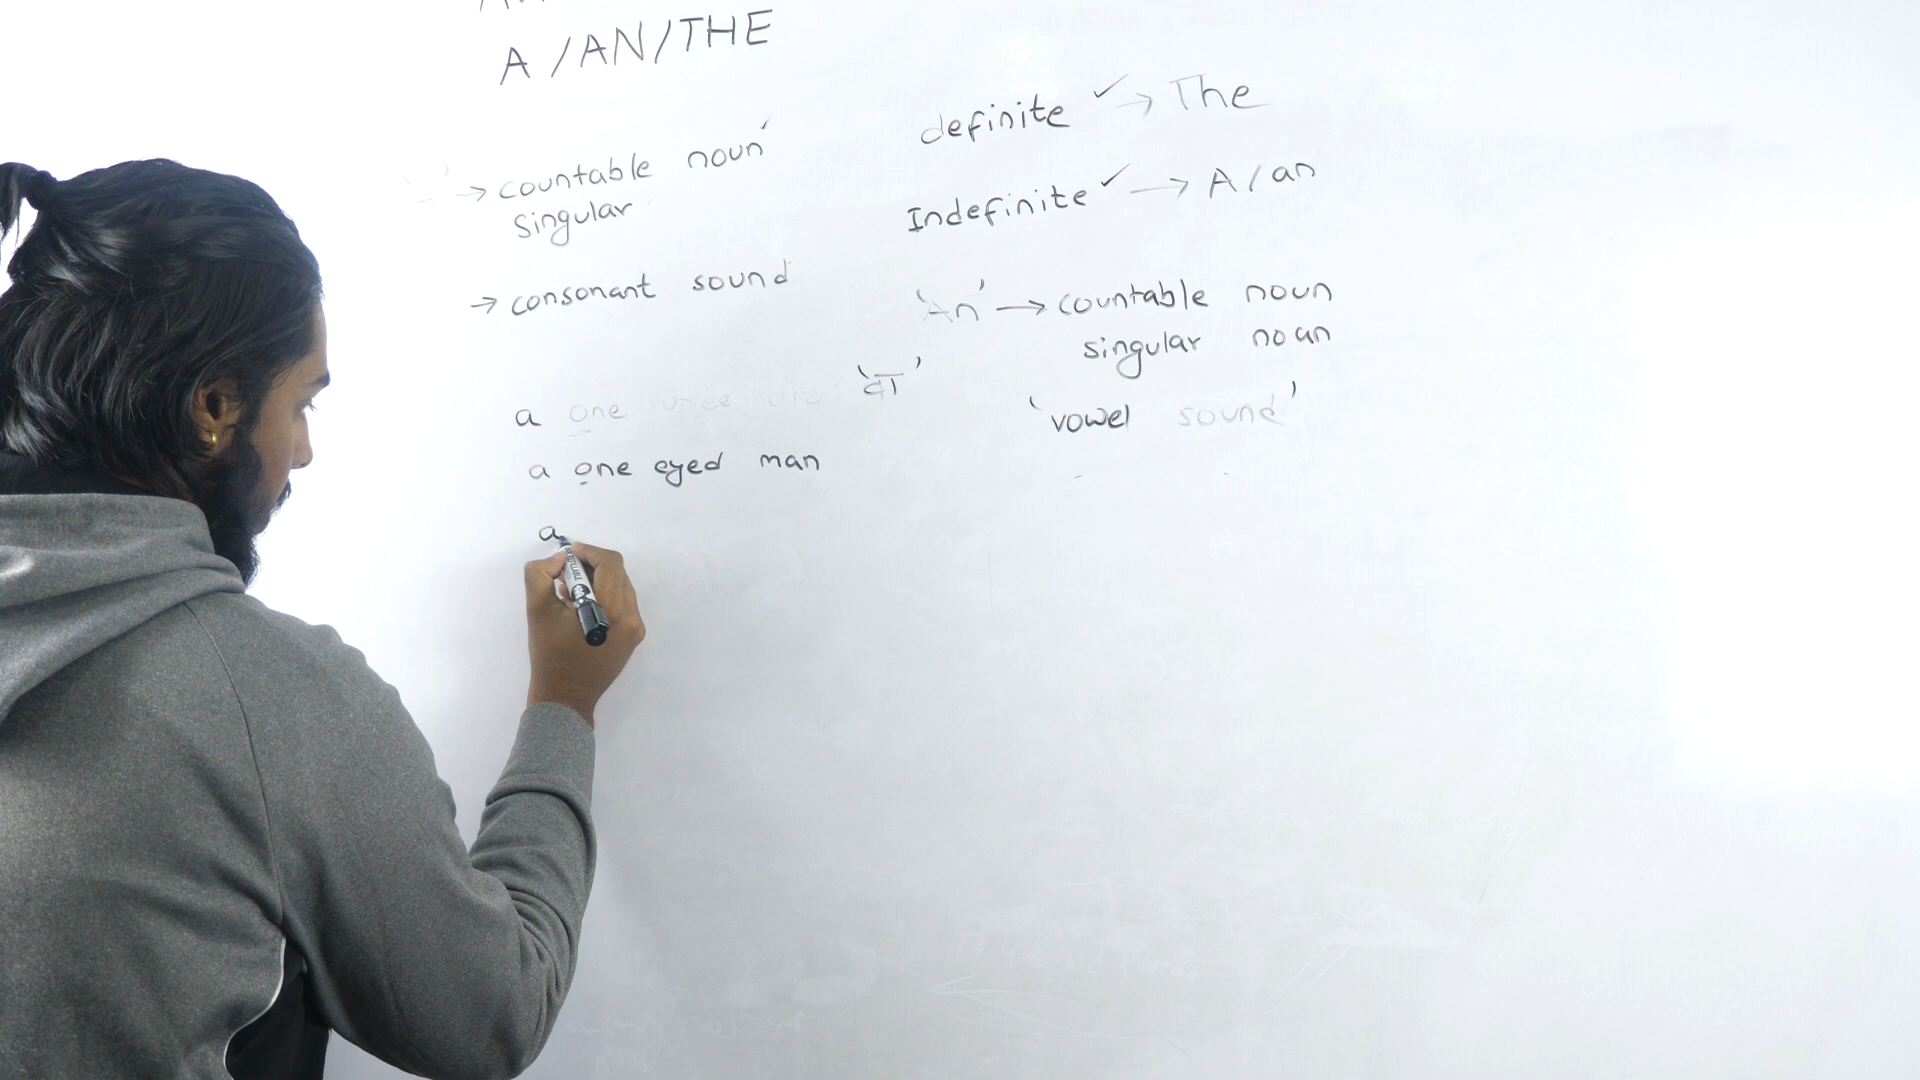 A/AN/THE
→ countable noun ✓
singular
→ consonant sound
a one rupee note
a one eyed man
a
definite ✓ → The
Indefinite ✓ → A/an
'An' → countable noun
singular noun
'vowel sound'